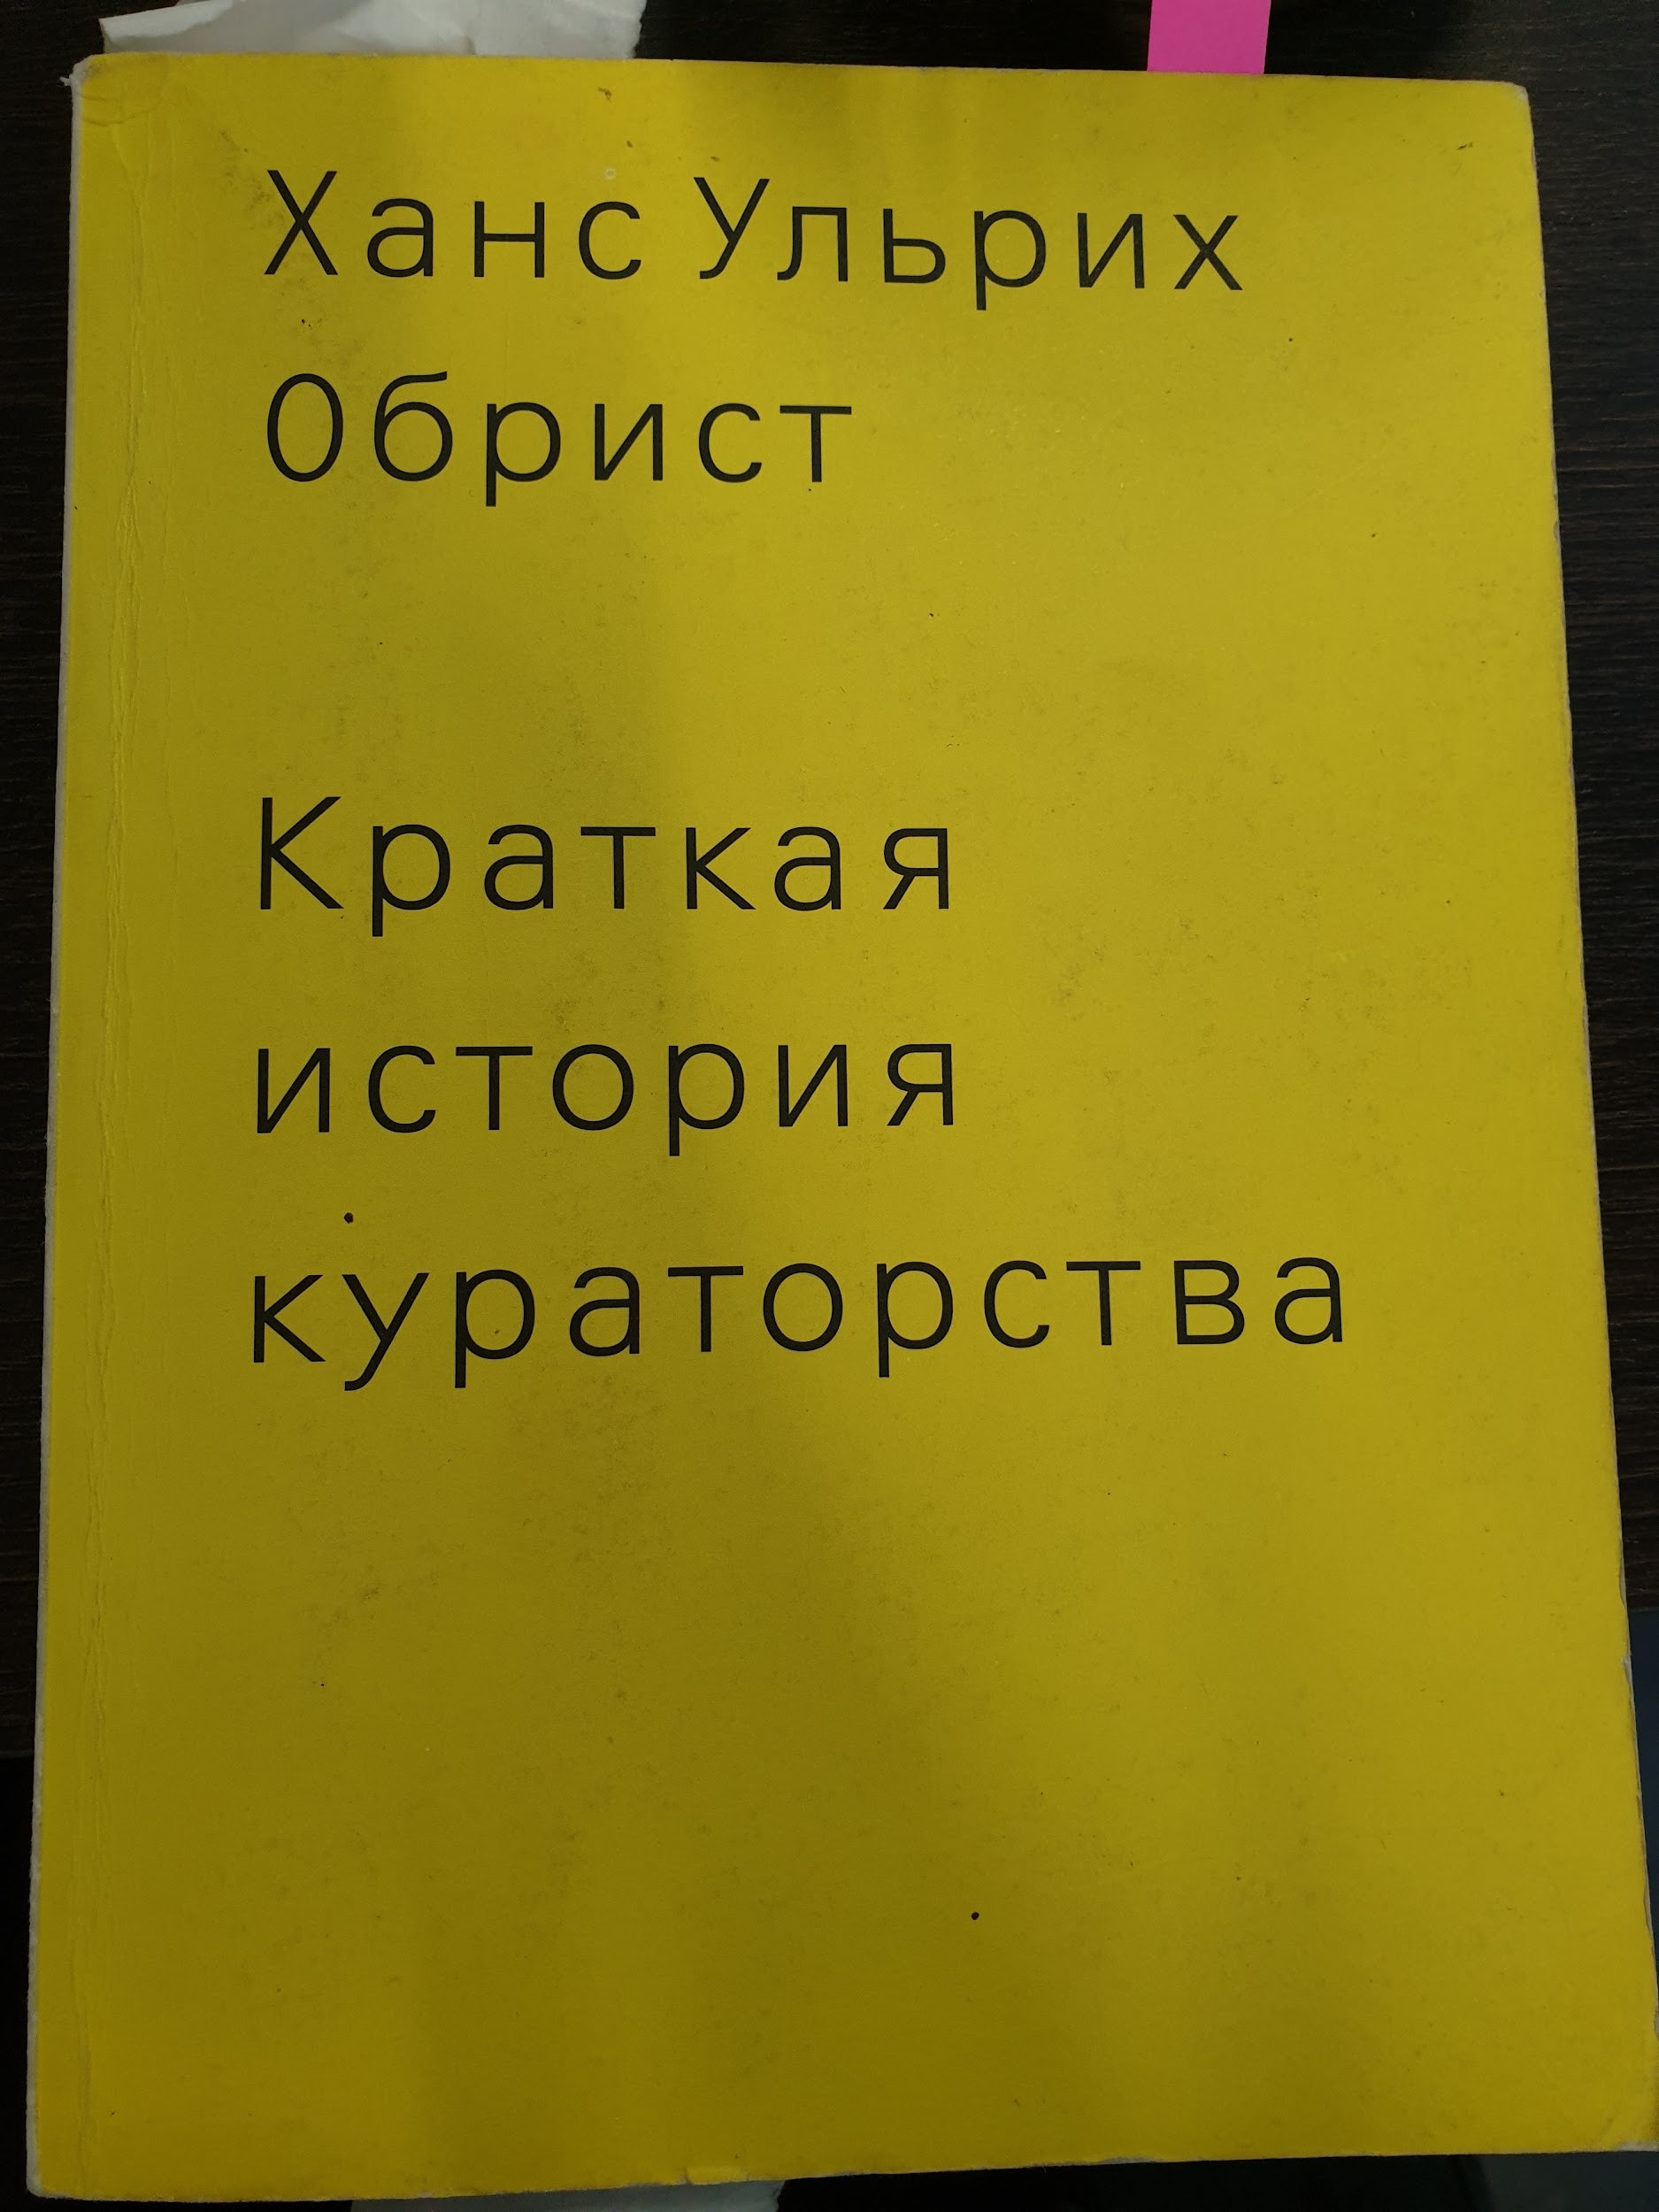 Ханс Ульрих
Обрист
Краткая
история
кураторства